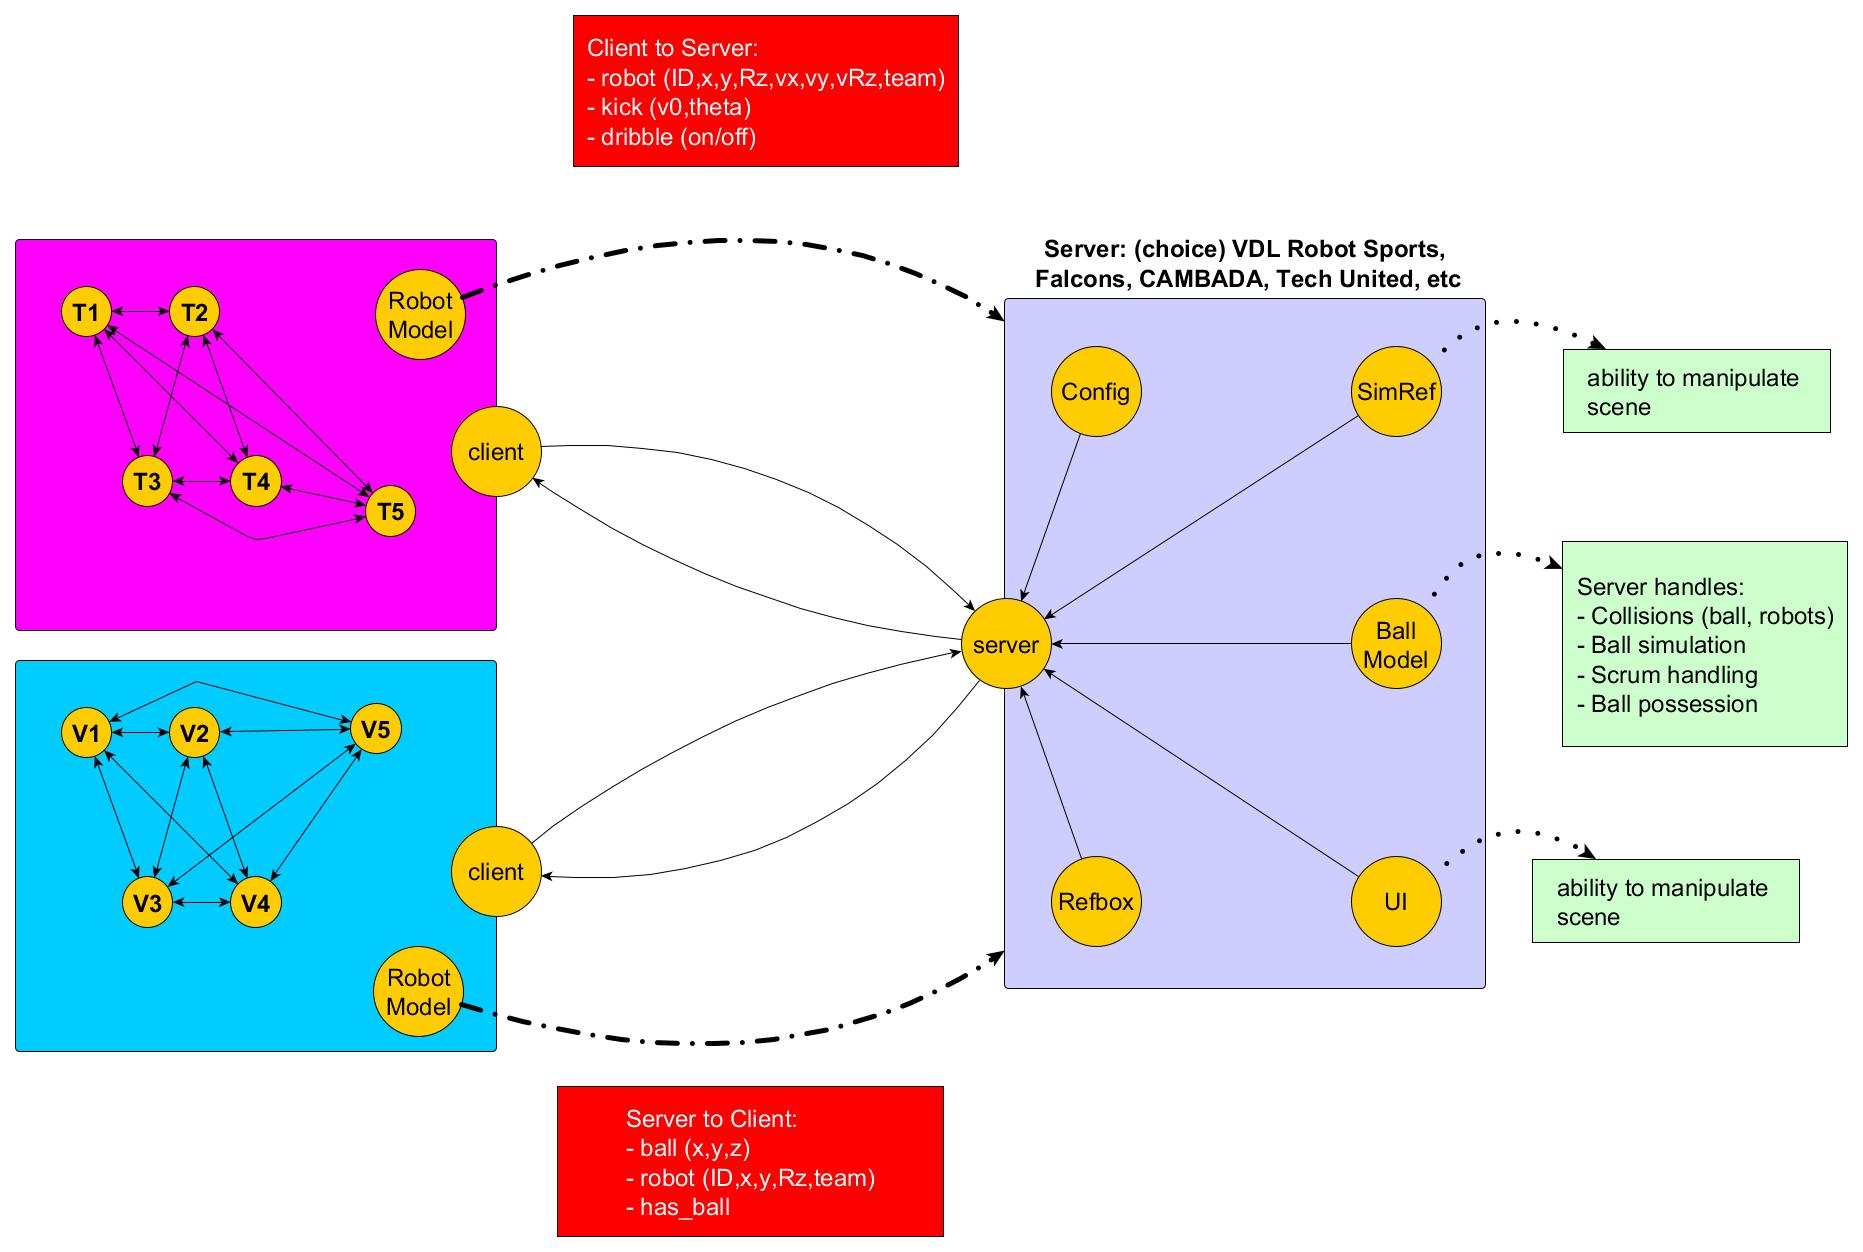 Client to Server:
- robot (ID,x,y,Rz,vx,vy,vRz,team)
- kick (v0,theta)
- dribble (on/off)
T1
T2
T3
T4
T5
Robot
Model
client
V1
V2
V5
V3
V4
client
Robot
Model
Server: (choice) VDL Robot Sports,
Falcons, CAMBADA, Tech United, etc
Config
SimRef
server
Ball
Model
Refbox
UI
ability to manipulate
scene
Server handles:
- Collisions (ball, robots)
- Ball simulation
- Scrum handling
- Ball possession
ability to manipulate
scene
Server to Client:
- ball (x,y,z)
- robot (ID,x,y,Rz,team)
- has_ball